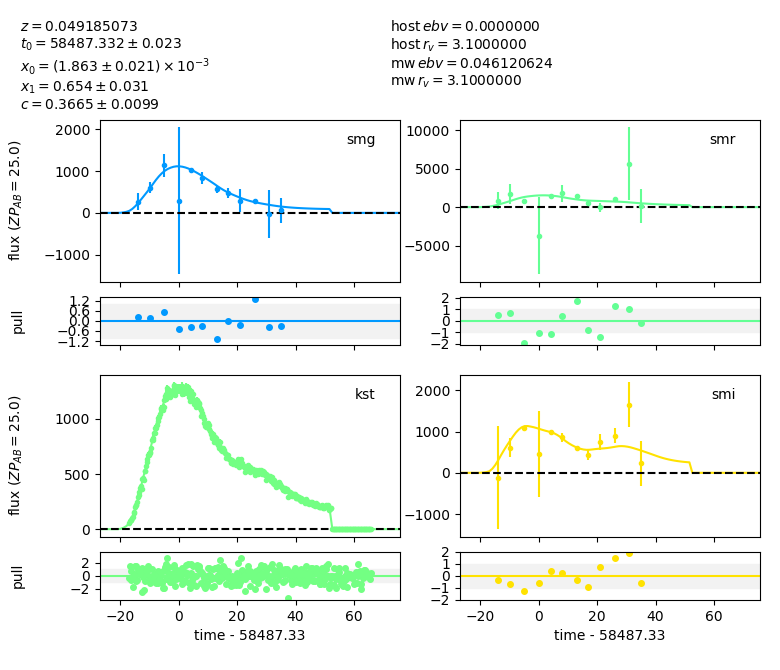 z = 0.049185073
t₀ = 58487.332 ± 0.023
x₀ = (1.863 ± 0.021) × 10⁻³
x₁ = 0.654 ± 0.031
c = 0.3665 ± 0.0099
host ebv = 0.0000000
host r_v = 3.1000000
mw ebv = 0.046120624
mw r_v = 3.1000000
smg
2000
1000
0
−1000
flux (ZP_AB = 25.0)
smr
10000
5000
0
−5000
1.2
0.6
0.0
−0.6
−1.2
pull
2
1
0
−1
−2
kst
1000
500
0
flux (ZP_AB = 25.0)
smi
2000
1000
0
−1000
2
0
−2
pull
−20 0 20 40 60
time - 58487.33
2
1
0
−1
−2
−20 0 20 40 60
time - 58487.33